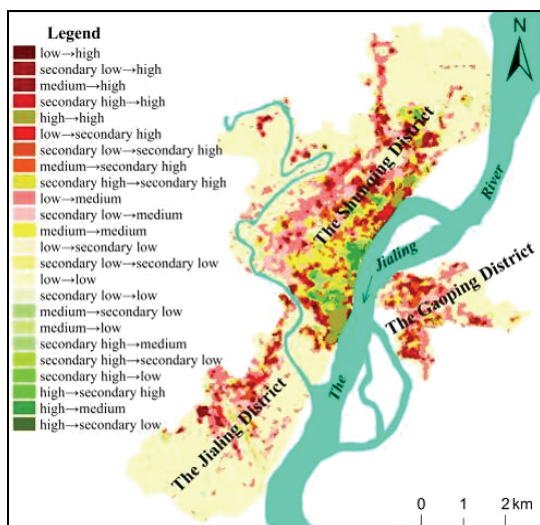 Legend
low→high
secondary low→high
medium→high
secondary high→high
high→high
low→secondary high
secondary low→secondary high
medium→secondary high
secondary high→secondary high
low→medium
secondary low→medium
medium→medium
low→secondary low
secondary low→secondary low
low→low
secondary low→low
medium→secondary low
medium→low
secondary high→medium
secondary high→secondary low
secondary high→low
high→secondary high
high→medium
high→secondary low
N
The Shunqing District
The Jialing River
The Gaoping District
The Jialing District
0 1 2 km